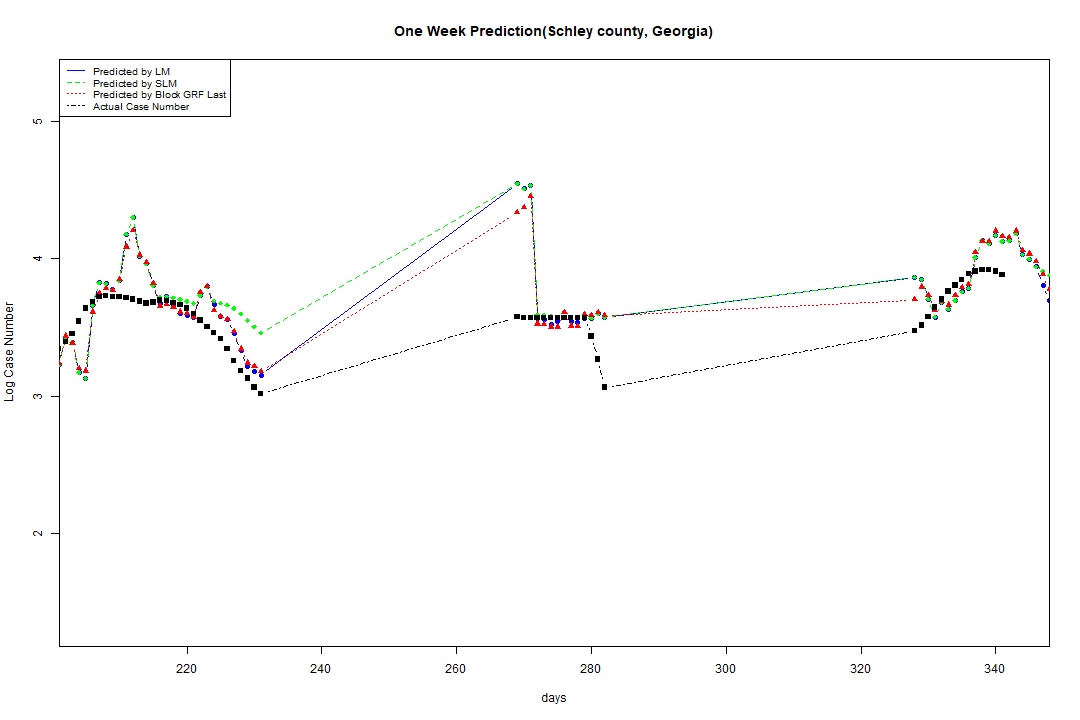 One Week Prediction(Schley county, Georgia)
Predicted by LM
Predicted by SLM
Predicted by Block GRF Last
Actual Case Number
Log Case Number
5
4
3
2
220 240 260 280 300 320 340
days